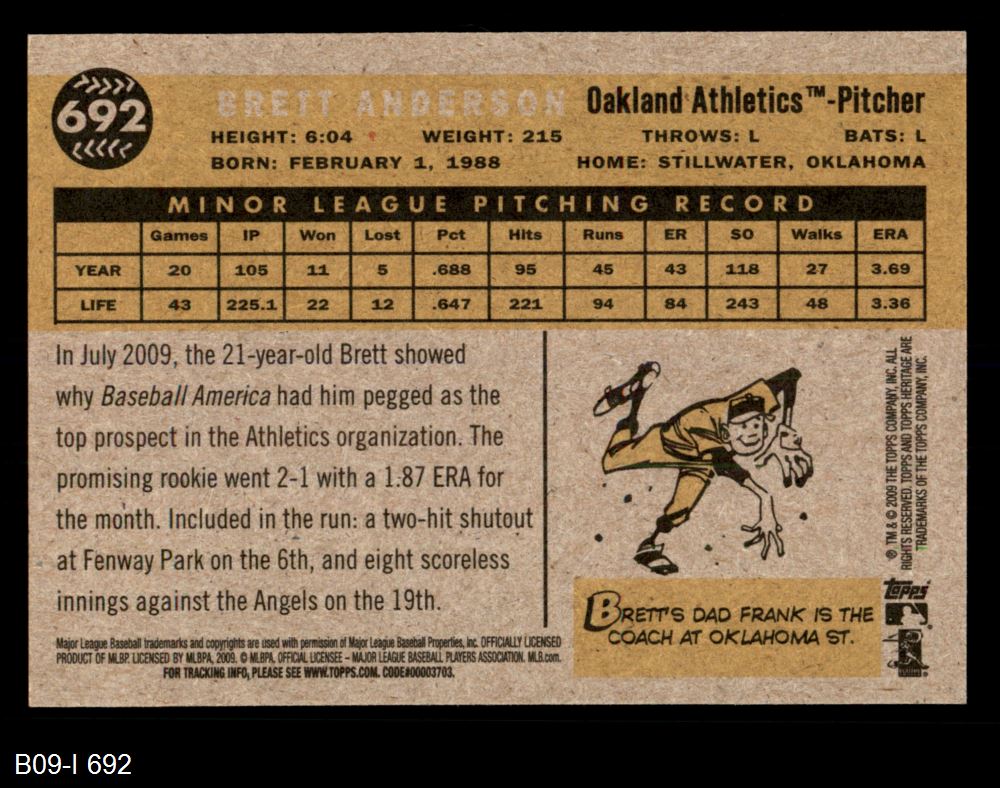 692
BRETT ANDERSON Oakland Athletics™-Pitcher
HEIGHT: 6:04 WEIGHT: 215 THROWS: L BATS: L
BORN: FEBRUARY 1, 1988 HOME: STILLWATER, OKLAHOMA
MINOR LEAGUE PITCHING RECORD
Games IP Won Lost Pct Hits Runs ER SO Walks ERA
YEAR 20 105 11 5 .688 95 45 43 118 27 3.69
LIFE 43 225.1 22 12 .647 221 94 84 243 48 3.36
In July 2009, the 21-year-old Brett showed
why Baseball America had him pegged as the
top prospect in the Athletics organization. The
promising rookie went 2-1 with a 1.87 ERA for
the month. Included in the run: a two-hit shutout
at Fenway Park on the 6th, and eight scoreless
innings against the Angels on the 19th.
Major League Baseball trademarks and copyrights are used with permission of Major League Baseball Properties, Inc. OFFICIALLY LICENSED
PRODUCT OF MLBP. LICENSED BY MLBPA, 2009. © MLBPA, OFFICIAL LICENSEE – MAJOR LEAGUE BASEBALL PLAYERS ASSOCIATION. MLB.com.
FOR TRACKING INFO, PLEASE SEE WWW.TOPPS.COM. CODE#00003703.
BRETT'S DAD FRANK IS THE
COACH AT OKLAHOMA ST.
® TM & © 2009 THE TOPPS COMPANY, INC. ALL
RIGHTS RESERVED. TOPPS AND TOPPS HERITAGE ARE
TRADEMARKS OF THE TOPPS COMPANY, INC.
topps
B09-I 692